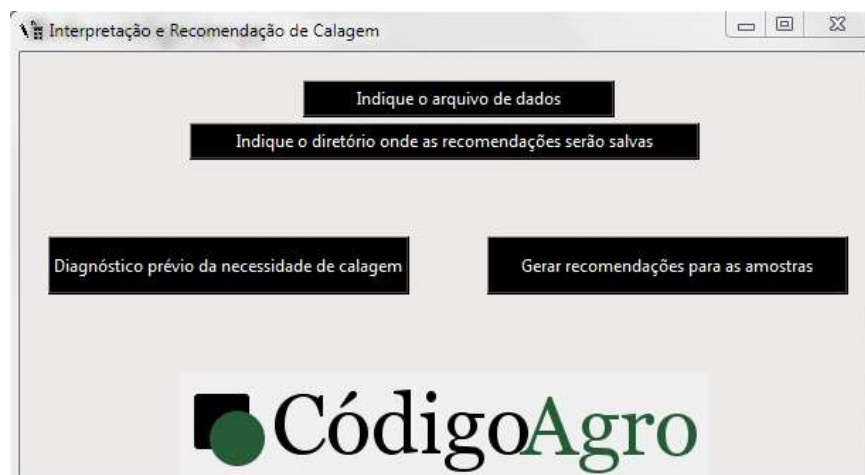 Interpretação e Recomendação de Calagem
Indique o arquivo de dados
Indique o diretório onde as recomendações serão salvas
Diagnóstico prévio da necessidade de calagem
Gerar recomendações para as amostras
CódigoAgro